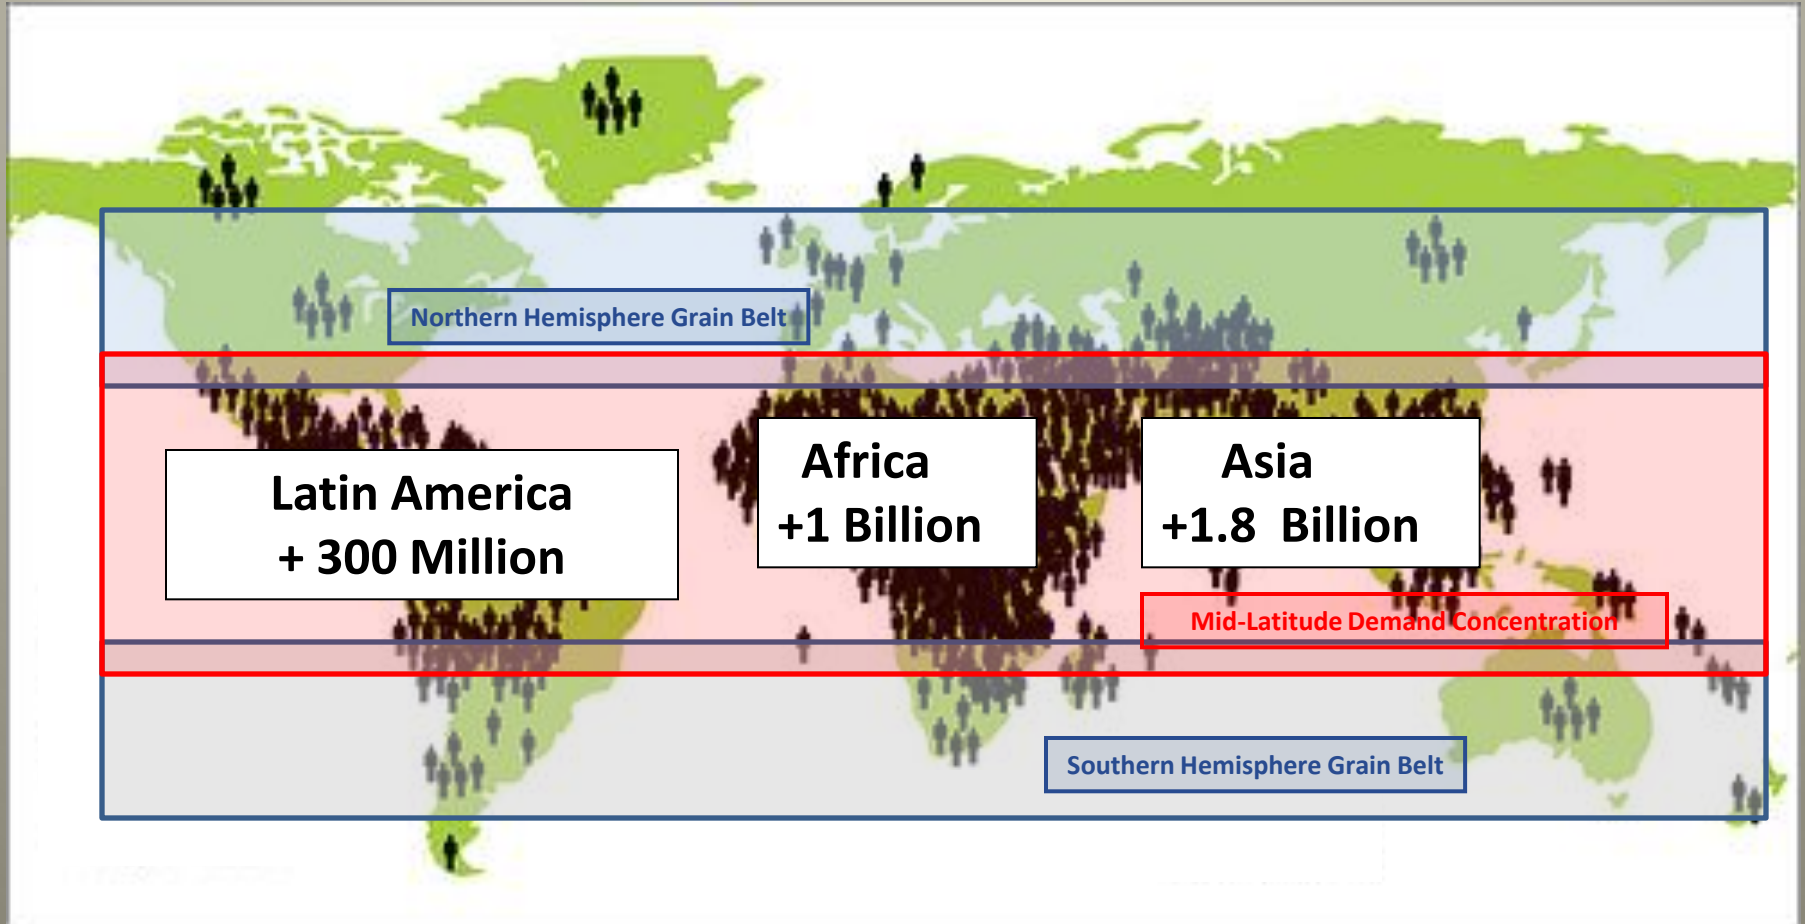 Northern Hemisphere Grain Belt
Latin America
+ 300 Million
Africa
+1 Billion
Asia
+1.8 Billion
Mid-Latitude Demand Concentration
Southern Hemisphere Grain Belt